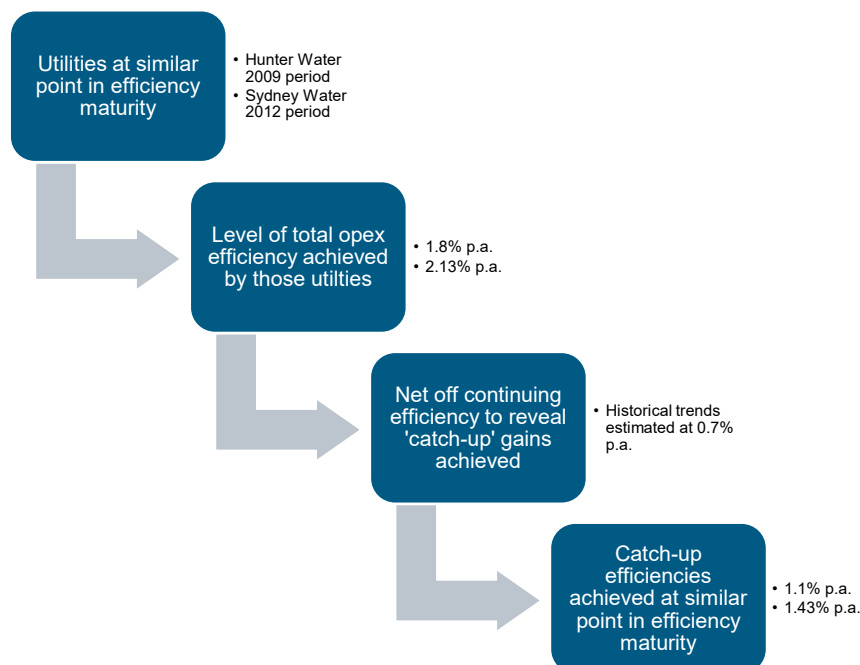 Utilities at similar
point in efficiency
maturity
• Hunter Water
2009 period
• Sydney Water
2012 period
Level of total opex
efficiency achieved
by those utilties
• 1.8% p.a.
• 2.13% p.a.
Net off continuing
efficiency to reveal
'catch-up' gains
achieved
• Historical trends
estimated at 0.7%
p.a.
Catch-up
efficiencies
achieved at similar
point in efficiency
maturity
• 1.1% p.a.
• 1.43% p.a.